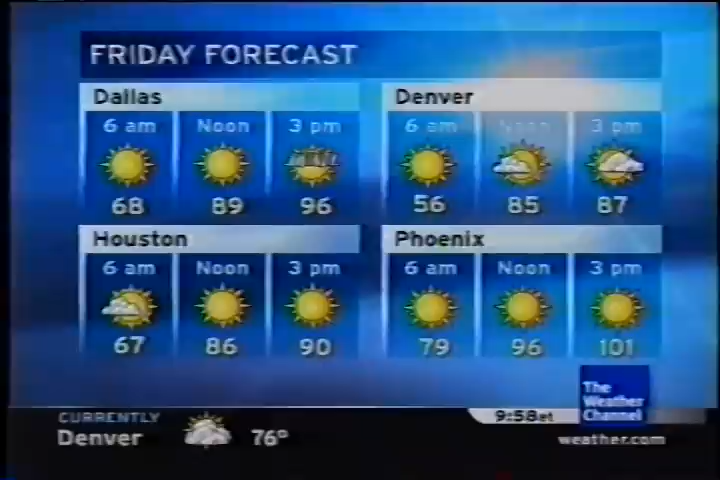 FRIDAY FORECAST
Dallas
6 am Noon 3 pm
68 89 96
Denver
6 am Noon 3 pm
56 85 87
Houston
6 am Noon 3 pm
67 86 90
Phoenix
6 am Noon 3 pm
79 96 101
CURRENTLY
Denver 76°
9:58et
The
Weather
Channel
weather.com